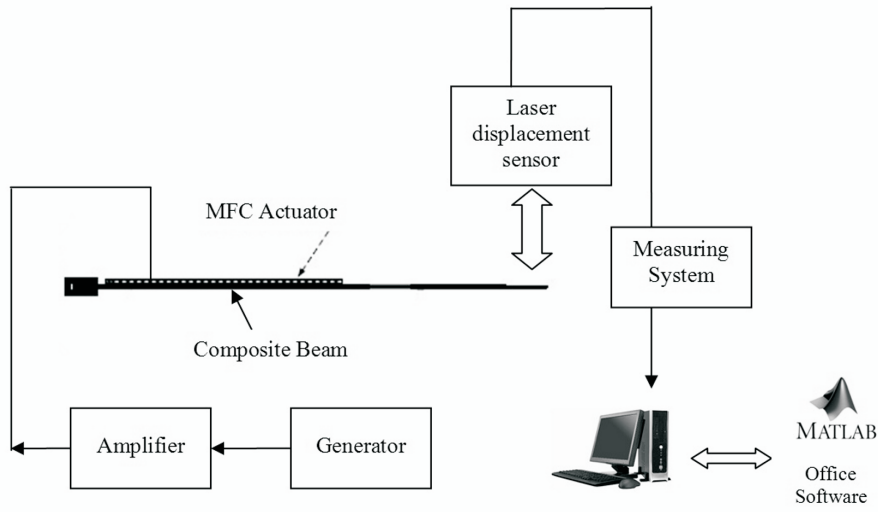 Laser
displacement
sensor
MFC Actuator
Measuring
System
Composite Beam
Amplifier
Generator
MATLAB
Office
Software